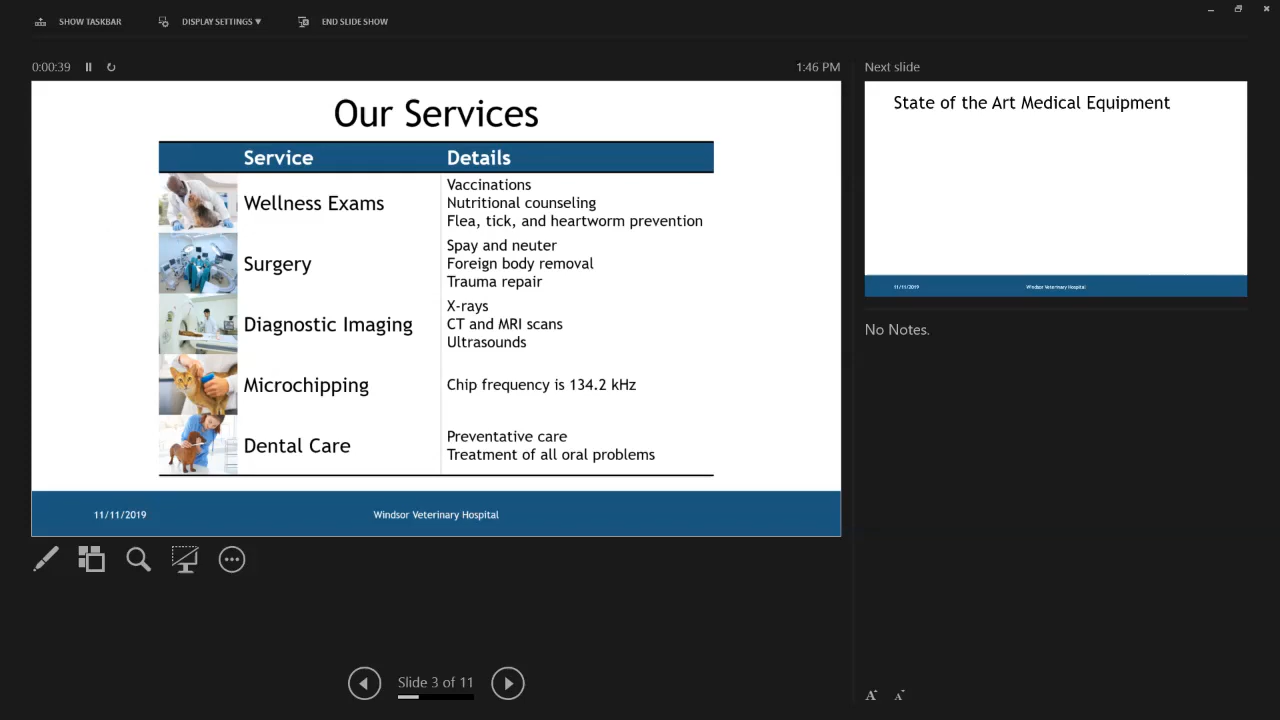 SHOW TASKBAR
DISPLAY SETTINGS ▼
END SLIDE SHOW
0:00:39
1:46 PM
Our Services
Service Details
Wellness Exams
Vaccinations
Nutritional counseling
Flea, tick, and heartworm prevention
Surgery
Spay and neuter
Foreign body removal
Trauma repair
Diagnostic Imaging
X-rays
CT and MRI scans
Ultrasounds
Microchipping
Chip frequency is 134.2 kHz
Dental Care
Preventative care
Treatment of all oral problems
11/11/2019
Windsor Veterinary Hospital
Slide 3 of 11
Next slide
State of the Art Medical Equipment
11/11/2019
Windsor Veterinary Hospital
No Notes.
A A